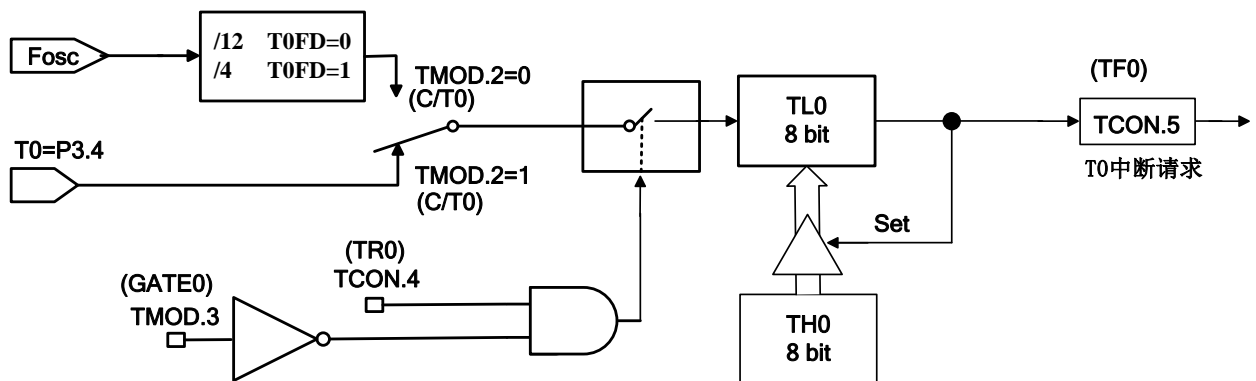 Fosc
/12 T0FD=0
/4 T0FD=1
TMOD.2=0
(C/T0)
T0=P3.4
TMOD.2=1
(C/T0)
TL0
8 bit
(TF0)
TCON.5
T0中断请求
Set
(TR0)
TCON.4
(GATE0)
TMOD.3
TH0
8 bit